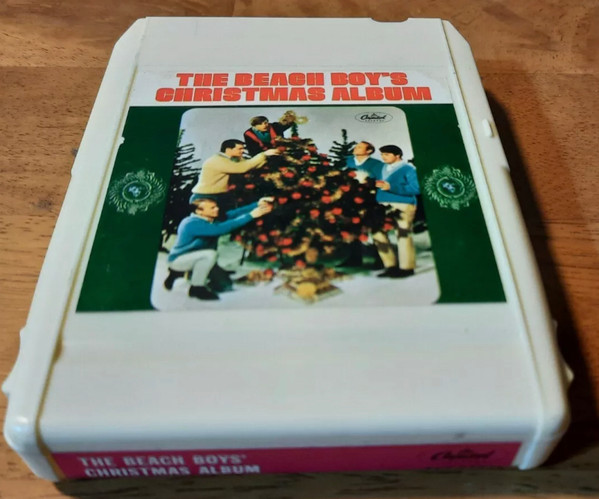 THE BEACH BOY'S
CHRISTMAS ALBUM
Capitol
THE BEACH BOYS'
CHRISTMAS ALBUM
Capitol